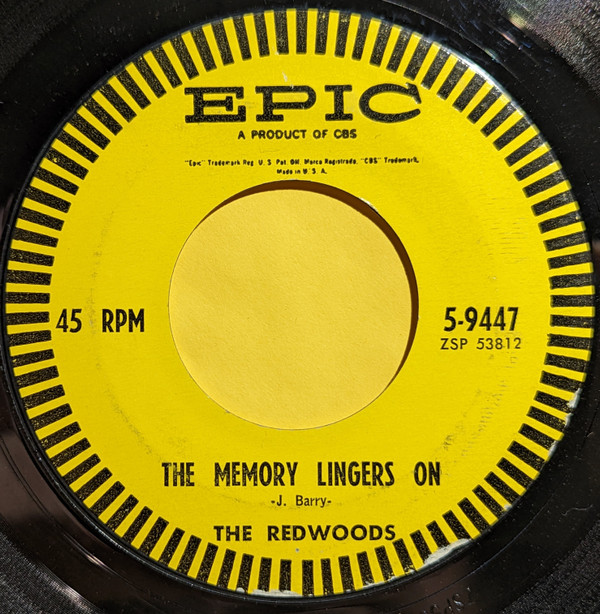 EPIC
A PRODUCT OF CBS
"Epic" Trademark Reg. U. S. Pat. Off. Marca Registrada. "CBS" Trademark.
Made in U. S. A.
45 RPM
5-9447
ZSP 53812
THE MEMORY LINGERS ON
-J. Barry-
THE REDWOODS